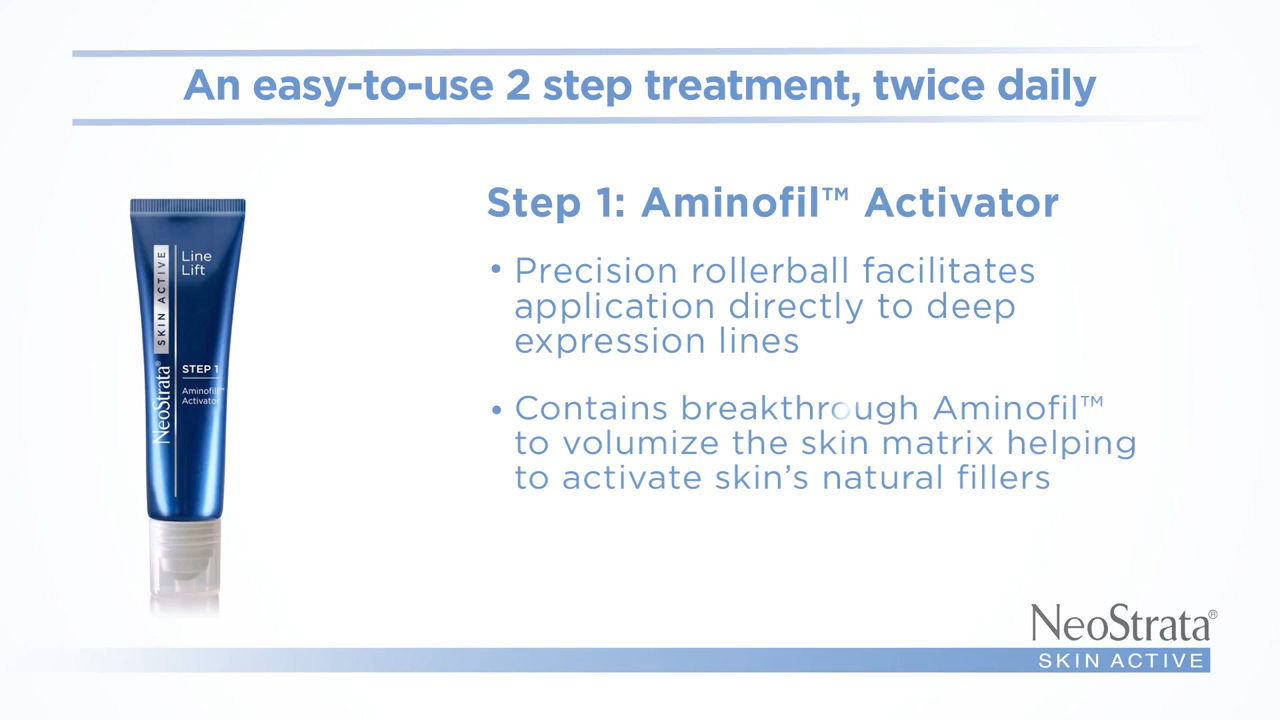 An easy-to-use 2 step treatment, twice daily
Step 1: Aminofil™ Activator
• Precision rollerball facilitates
application directly to deep
expression lines
• Contains breakthrough Aminofil™
to volumize the skin matrix helping
to activate skin's natural fillers
Line
Lift
SKIN ACTIVE
NeoStrata®
STEP 1
Aminofil™
Activator
NeoStrata®
SKIN ACTIVE